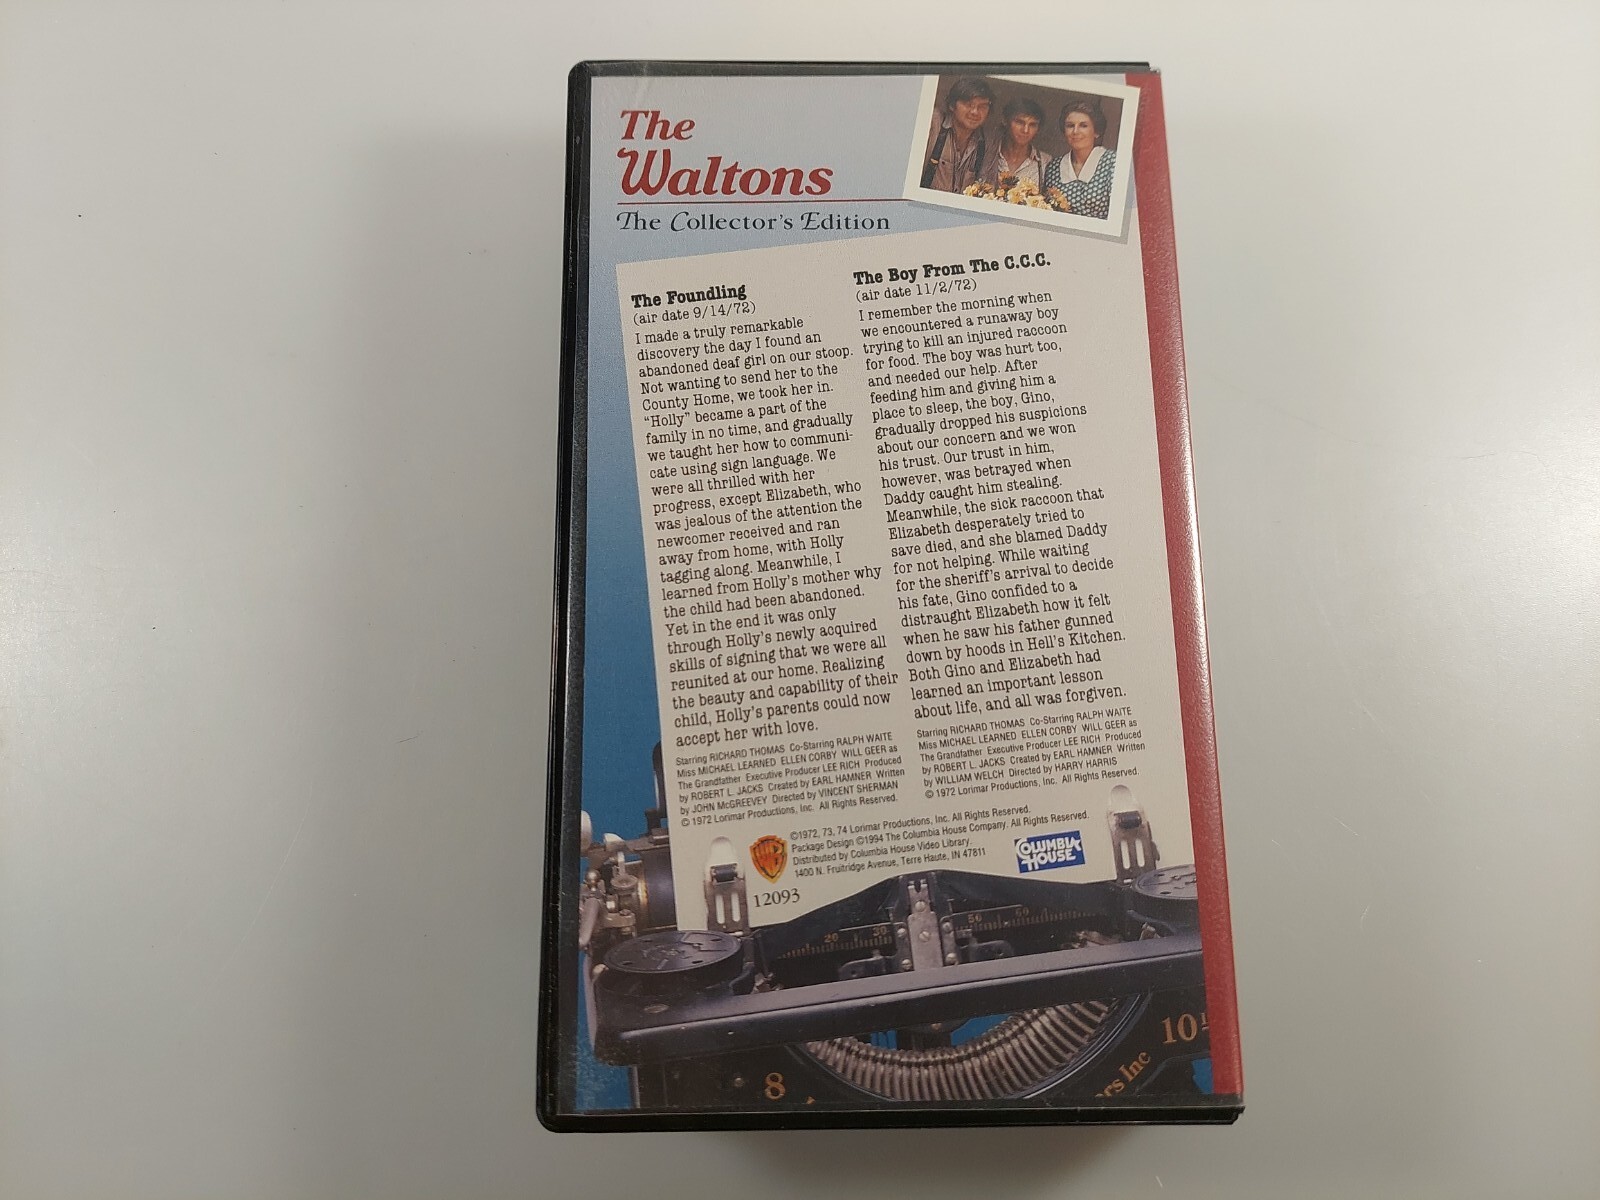 The
Waltons
The Collector's Edition
The Foundling
(air date 9/14/72)
I made a truly remarkable
discovery the day I found an
abandoned deaf girl on our stoop.
Not wanting to send her to the
County Home, we took her in.
"Holly" became a part of the
family in no time, and gradually
we taught her how to communi-
cate using sign language. We
were all thrilled with her
progress, except Elizabeth, who
was jealous of the attention the
newcomer received and ran
away from home, with Holly
tagging along. Meanwhile, I
learned from Holly's mother why
the child had been abandoned.
Yet in the end it was only
through Holly's newly acquired
skills of signing that we were all
reunited at our home. Realizing
the beauty and capability of their
child, Holly's parents could now
accept her with love.
Starring RICHARD THOMAS Co-Starring RALPH WAITE
Miss MICHAEL LEARNED ELLEN CORBY WILL GEER as
The Grandfather Executive Producer LEE RICH Produced
by ROBERT L. JACKS Created by EARL HAMNER Written
by JOHN McGREEVEY Directed by VINCENT SHERMAN
© 1972 Lorimar Productions, Inc. All Rights Reserved.
The Boy From The C.C.C.
(air date 11/2/72)
I remember the morning when
we encountered a runaway boy
trying to kill an injured raccoon
for food. The boy was hurt too,
and needed our help. After
feeding him and giving him a
place to sleep, the boy, Gino,
gradually dropped his suspicions
about our concern and we won
his trust. Our trust in him,
however, was betrayed when
Daddy caught him stealing.
Meanwhile, the sick raccoon that
Elizabeth desperately tried to
save died, and she blamed Daddy
for not helping. While waiting
for the sheriff's arrival to decide
his fate, Gino confided to a
distraught Elizabeth how it felt
when he saw his father gunned
down by hoods in Hell's Kitchen.
Both Gino and Elizabeth had
learned an important lesson
about life, and all was forgiven.
Starring RICHARD THOMAS Co-Starring RALPH WAITE
Miss MICHAEL LEARNED ELLEN CORBY WILL GEER as
The Grandfather Executive Producer LEE RICH Produced
by ROBERT L. JACKS Created by EARL HAMNER Written
by WILLIAM WELCH Directed by HARRY HARRIS
© 1972 Lorimar Productions, Inc. All Rights Reserved.
WB
©1972, 73, 74 Lorimar Productions, Inc. All Rights Reserved.
Package Design ©1994 The Columbia House Company. All Rights Reserved.
Distributed by Columbia House Video Library.
1400 N. Fruitridge Avenue, Terre Haute, IN 47811
COLUMBIA
HOUSE
12093
20 30 50 60
8
10
rs Inc